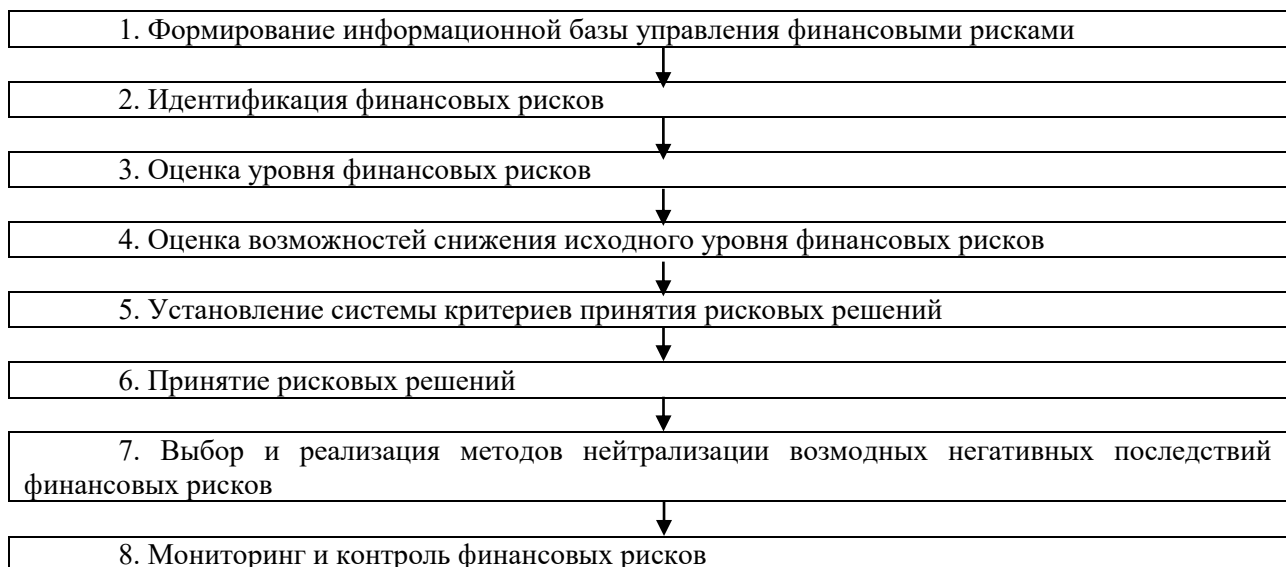 1. Формирование информационной базы управления финансовыми рисками
2. Идентификация финансовых рисков
3. Оценка уровня финансовых рисков
4. Оценка возможностей снижения исходного уровня финансовых рисков
5. Установление системы критериев принятия рисковых решений
6. Принятие рисковых решений
7. Выбор и реализация методов нейтрализации возмодных негативных последствий
финансовых рисков
8. Мониторинг и контроль финансовых рисков